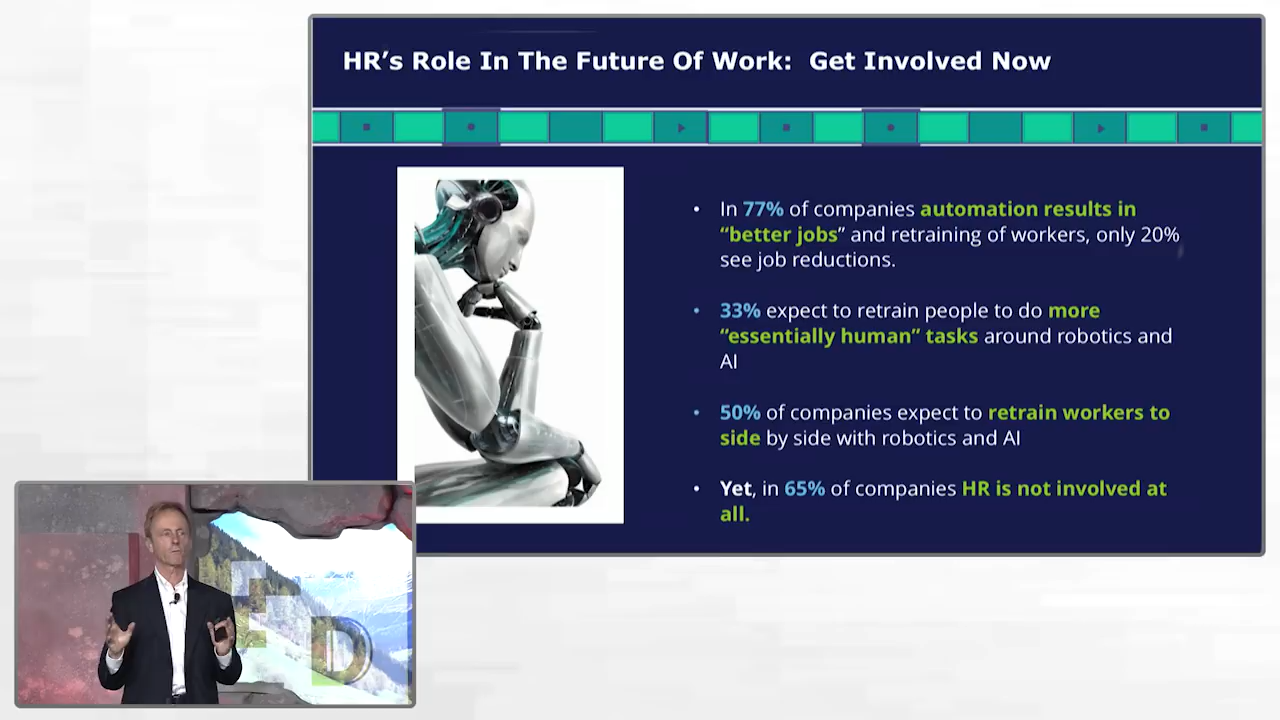 HR’s Role In The Future Of Work:  Get Involved Now
• In 77% of companies automation results in
“better jobs” and retraining of workers, only 20%
see job reductions.
• 33% expect to retrain people to do more
“essentially human” tasks around robotics and
AI
• 50% of companies expect to retrain workers to
side by side with robotics and AI
• Yet, in 65% of companies HR is not involved at
all.